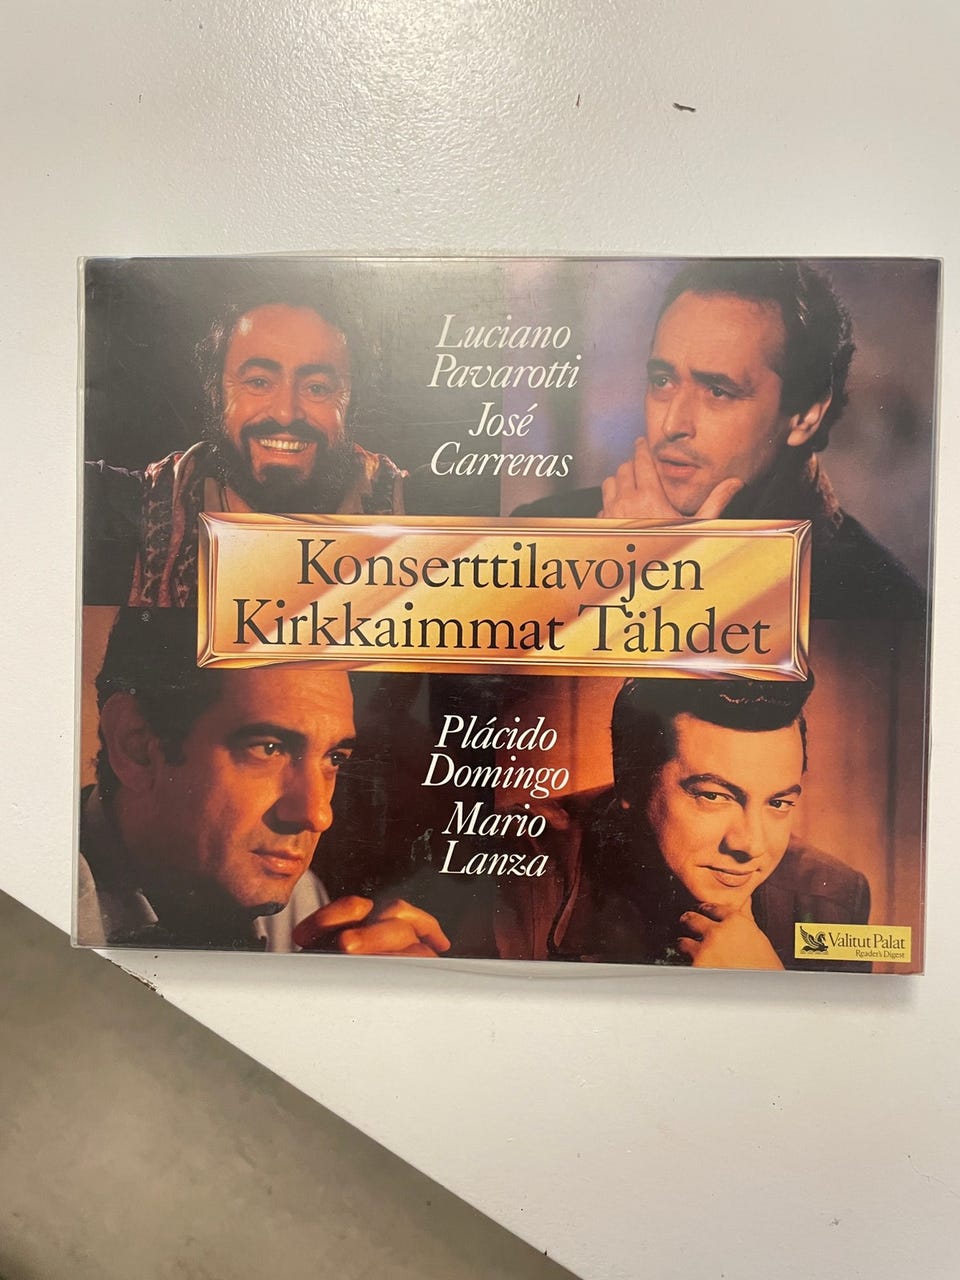 Luciano
Pavarotti
José
Carreras
Konserttilavojen
Kirkkaimmat Tähdet
Plácido
Domingo
Mario
Lanza
Valitut Palat
Reader's Digest